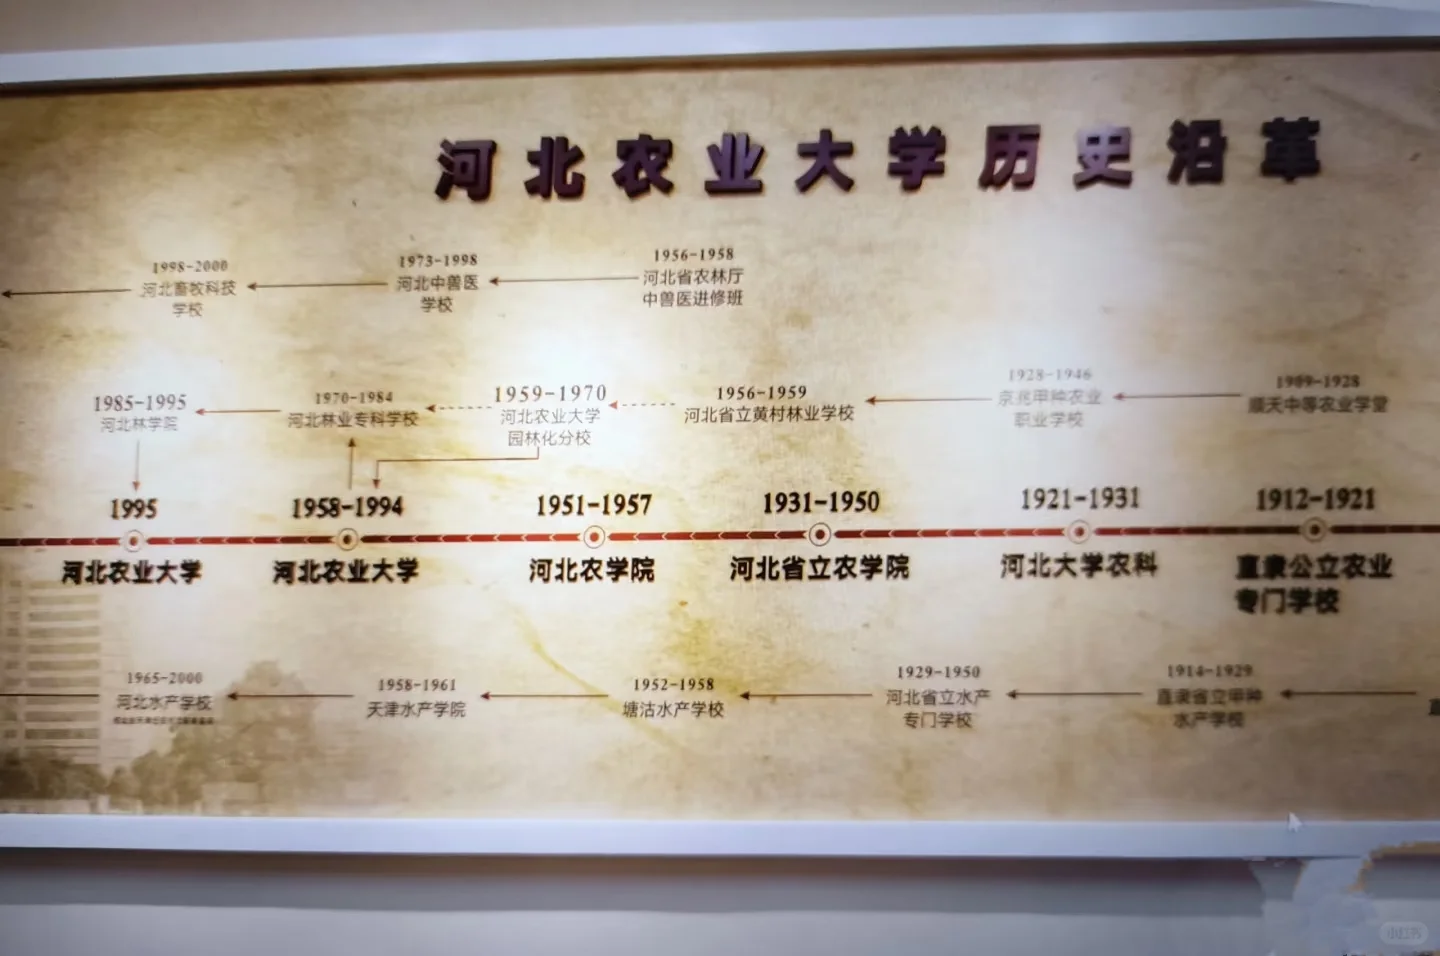 河北农业大学历史沿革
1998-2000
河北畜牧科技
学校
1973-1998
河北中兽医
学校
1956-1958
河北省农林厅
中兽医进修班
1985-1995
河北林学院
1970-1984
河北林业专科学校
1959-1970
河北农业大学
园林化分校
1956-1959
河北省立黄村林业学校
1928-1946
京兆甲种农业
职业学校
1909-1928
顺天中等农业学堂
1995
河北农业大学
1958-1994
河北农业大学
1951-1957
河北农学院
1931-1950
河北省立农学院
1921-1931
河北大学农科
1912-1921
直隶公立农业
专门学校
1965-2000
河北水产学校
1958-1961
天津水产学院
1952-1958
塘沽水产学校
1929-1950
河北省立水产
专门学校
1914-1929
直隶省立甲种
水产学校
小红书